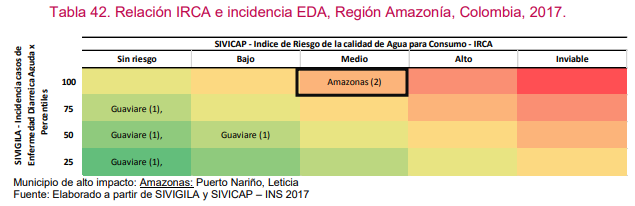 Tabla 42. Relación IRCA e incidencia EDA, Región Amazonía, Colombia, 2017.
SIVICAP - Indice de Riesgo de la calidad de Agua para Consumo - IRCA
Sin riesgo Bajo Medio Alto Inviable
SIVIGILA - Incidencia casos de
Enfermedad Diarreica Aguda x
Percentiles
100 Amazonas (2)
75 Guaviare (1),
50 Guaviare (1), Guaviare (1)
25 Guaviare (1),
Municipio de alto impacto: Amazonas: Puerto Nariño, Leticia
Fuente: Elaborado a partir de SIVIGILA y SIVICAP – INS 2017